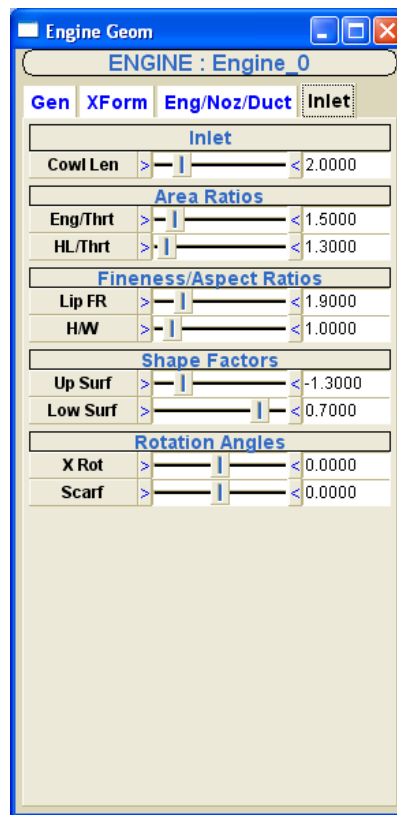 Engine Geom
ENGINE : Engine_0
Gen XForm Eng/Noz/Duct Inlet
Inlet
Cowl Len > < 2.0000
Area Ratios
Eng/Thrt > < 1.5000
HL/Thrt > < 1.3000
Fineness/Aspect Ratios
Lip FR > < 1.9000
H/W > < 1.0000
Shape Factors
Up Surf > < -1.3000
Low Surf > < 0.7000
Rotation Angles
X Rot > < 0.0000
Scarf > < 0.0000